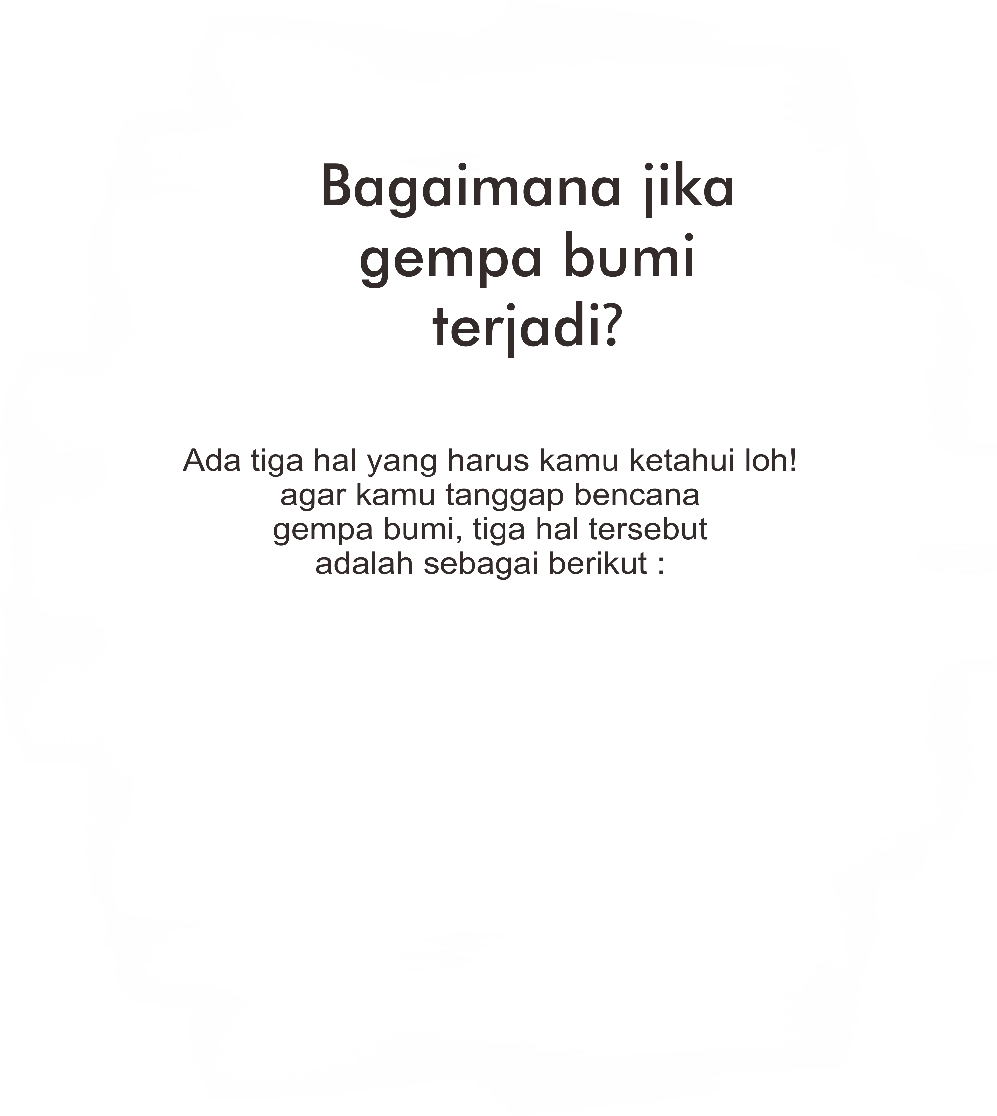 Bagaimana jika
gempa bumi
terjadi?
Ada tiga hal yang harus kamu ketahui loh!
agar kamu tanggap bencana
gempa bumi, tiga hal tersebut
adalah sebagai berikut :